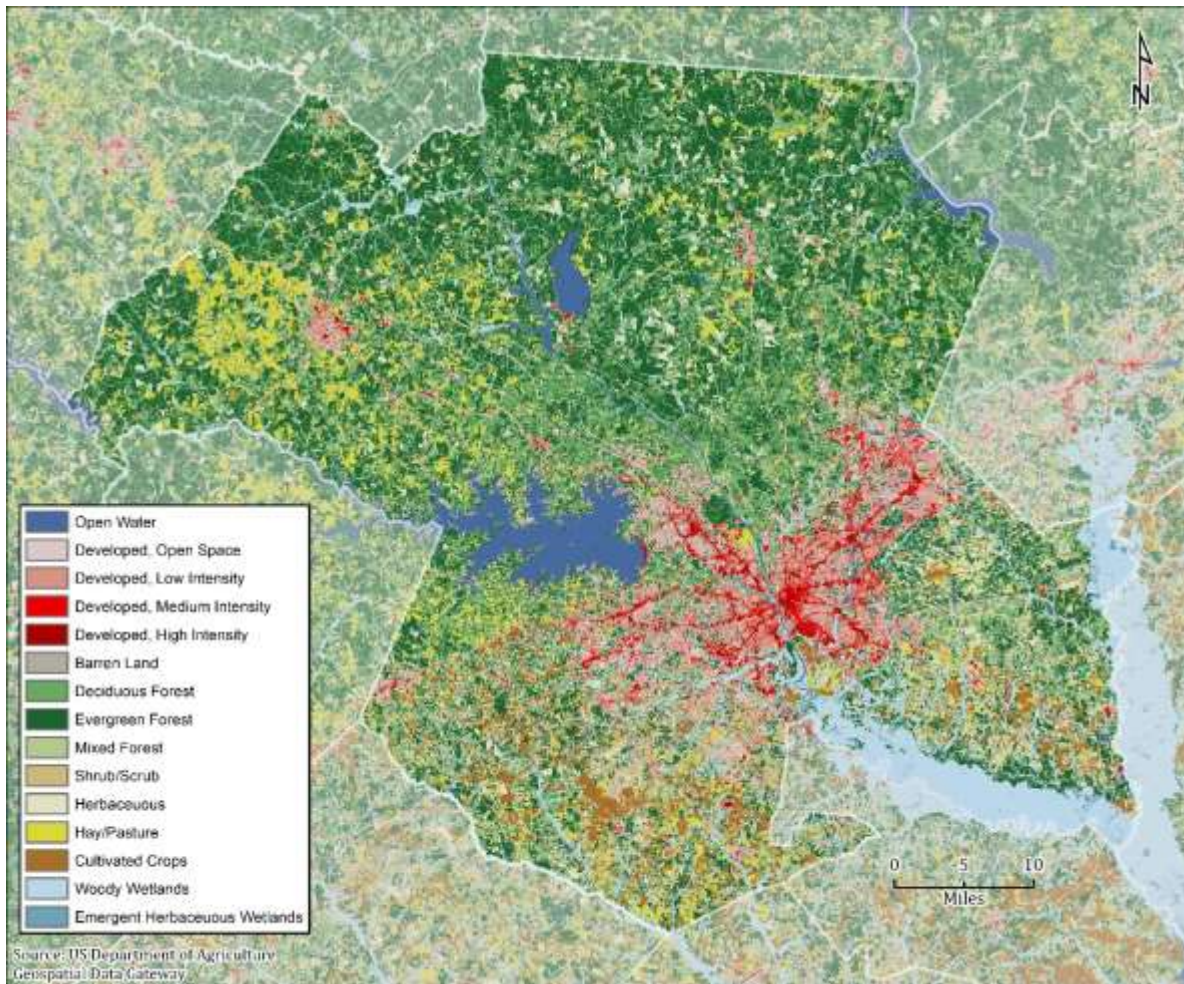 N
Open Water
Developed, Open Space
Developed, Low Intensity
Developed, Medium Intensity
Developed, High Intensity
Barren Land
Deciduous Forest
Evergreen Forest
Mixed Forest
Shrub/Scrub
Herbaceuous
Hay/Pasture
Cultivated Crops
Woody Wetlands
Emergent Herbaceuous Wetlands
0 5 10
Miles
Source: US Department of Agriculture
Geospatial Data Gateway